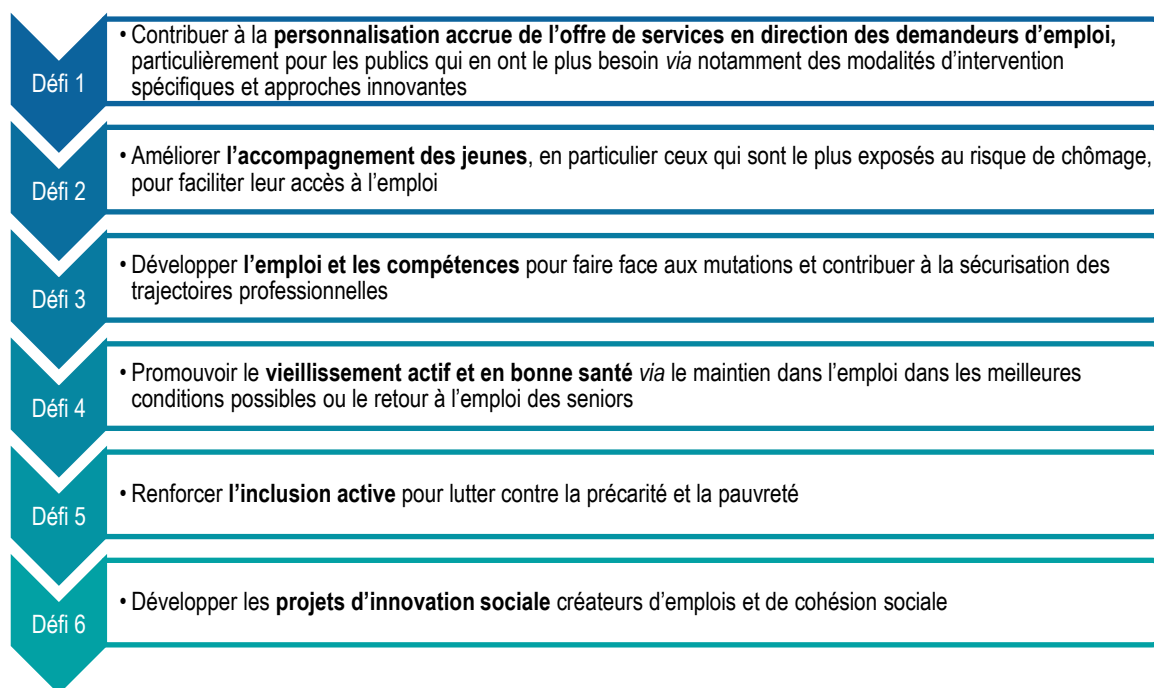 Défi 1
• Contribuer à la personnalisation accrue de l’offre de services en direction des demandeurs d’emploi,
particulièrement pour les publics qui en ont le plus besoin via notamment des modalités d’intervention
spécifiques et approches innovantes
Défi 2
• Améliorer l’accompagnement des jeunes, en particulier ceux qui sont le plus exposés au risque de chômage,
pour faciliter leur accès à l’emploi
Défi 3
• Développer l’emploi et les compétences pour faire face aux mutations et contribuer à la sécurisation des
trajectoires professionnelles
Défi 4
• Promouvoir le vieillissement actif et en bonne santé via le maintien dans l’emploi dans les meilleures
conditions possibles ou le retour à l’emploi des seniors
Défi 5
• Renforcer l’inclusion active pour lutter contre la précarité et la pauvreté
Défi 6
• Développer les projets d’innovation sociale créateurs d’emplois et de cohésion sociale